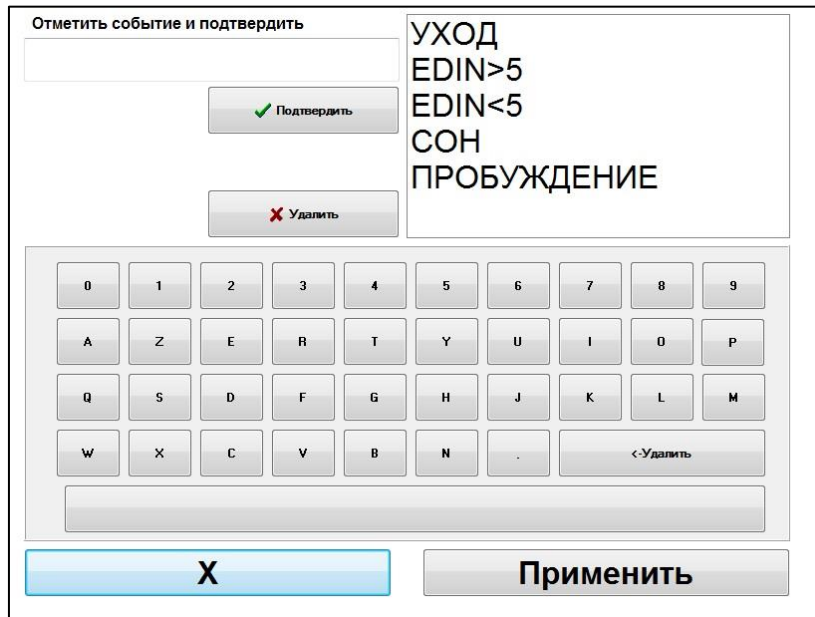 Отметить событие и подтвердить
Подтвердить
Удалить
УХОД
EDIN>5
EDIN<5
СОН
ПРОБУЖДЕНИЕ
0 1 2 3 4 5 6 7 8 9
A Z E R T Y U I O P
Q S D F G H J K L M
W X C V B N . <-Удалить
X Применить